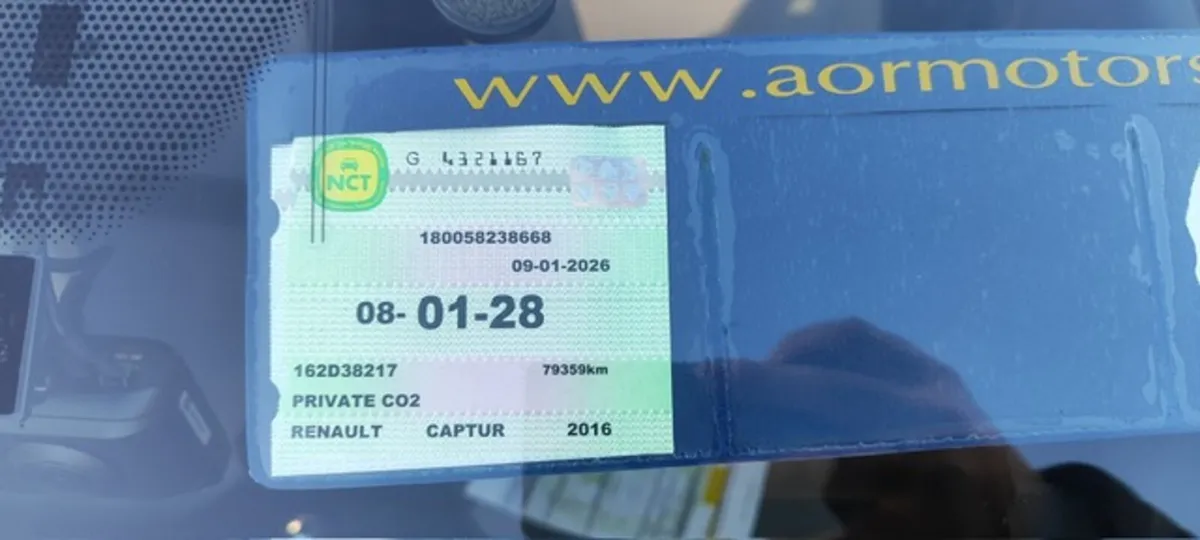 www.aormotors
NCT G 4321167
180058238668
09-01-2026
08-01-28
162D38217 79359km
PRIVATE CO2
RENAULT CAPTUR 2016